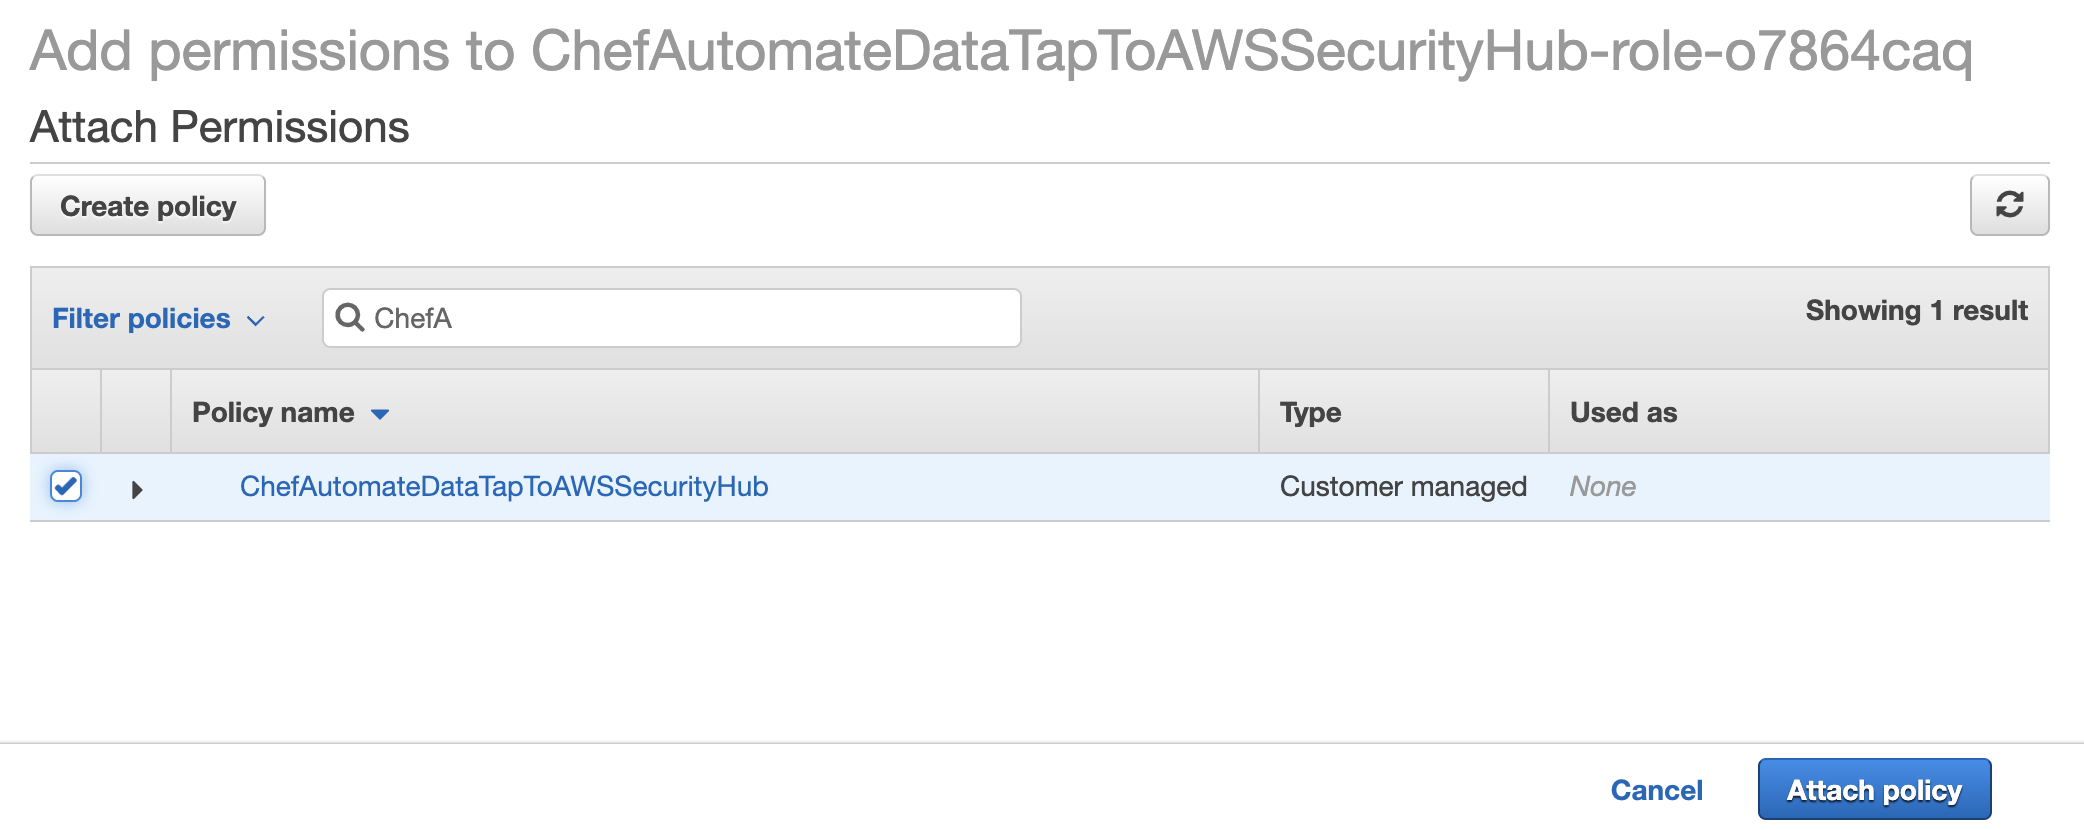 Add permissions to ChefAutomateDataTapToAWSSecurityHub-role-o7864caq
Attach Permissions
Create policy
Filter policies ChefA Showing 1 result
Policy name Type Used as
ChefAutomateDataTapToAWSSecurityHub Customer managed None
Cancel Attach policy